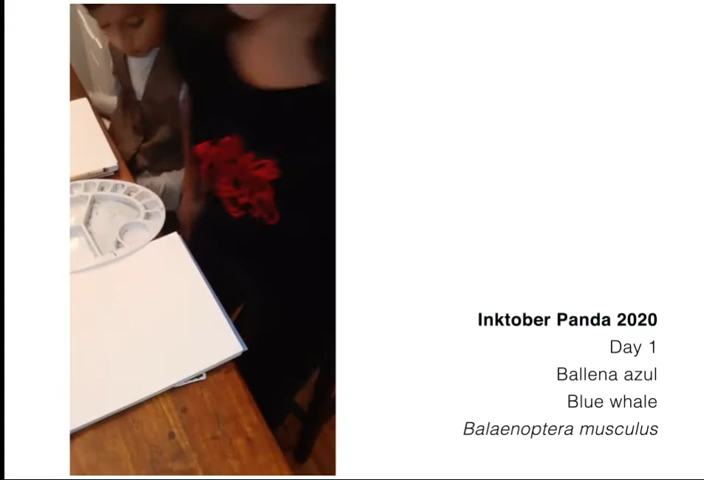 Inktober Panda 2020
Day 1
Ballena azul
Blue whale
Balaenoptera musculus